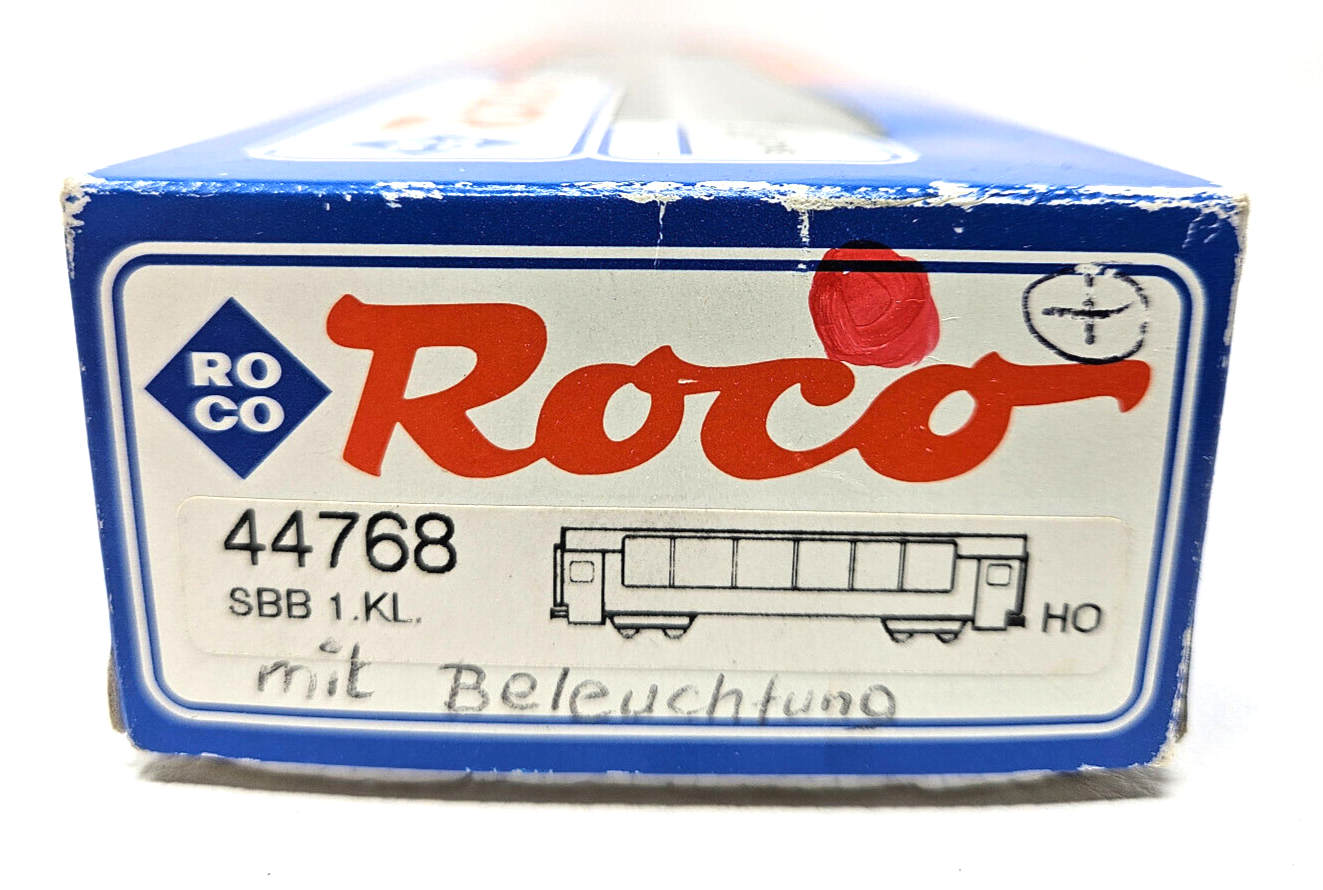 RO
CO
Roco
44768
SBB 1.KL.
HO
mit Beleuchtung